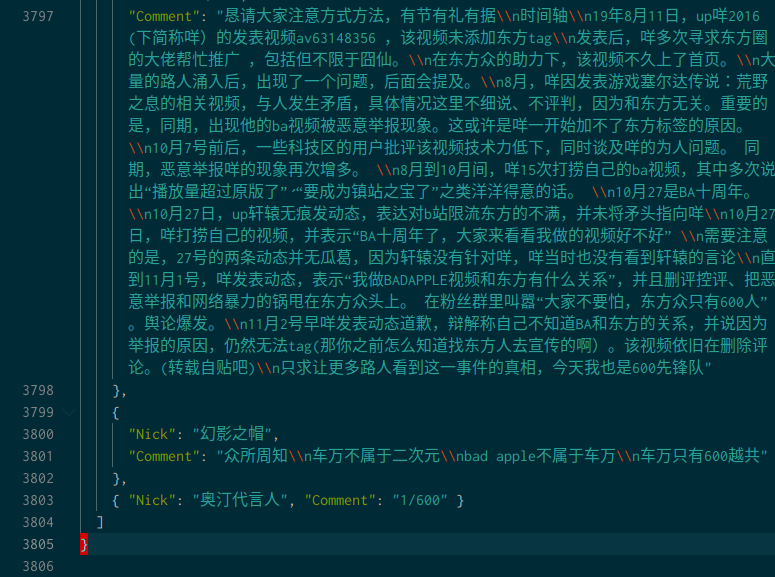 3797 "Comment": "恳请大家注意方式方法，有节有礼有据\\n时间轴\\n19年8月11日，up咩2016
(下简称咩）的发表视频av63148356 ，该视频未添加东方tag\\n发表后，咩多次寻求东方圈
的大佬帮忙推广 ，包括但不限于囧仙。\\n在东方众的助力下，该视频不久上了首页。\\n大
量的路人涌入后，出现了一个问题，后面会提及。\\n8月，咩因发表游戏塞尔达传说：荒野
之息的相关视频，与人发生矛盾，具体情况这里不细说、不评判，因为和东方无关。重要的
是，同期，出现他的ba视频被恶意举报现象。这或许是咩一开始加不了东方标签的原因。
\\n10月7号前后，一些科技区的用户批评该视频技术力低下，同时谈及咩的为人问题。 同
期，恶意举报咩的现象再次增多。 \\n8月到10月间，咩15次打捞自己的ba视频，其中多次说
出“播放量超过原版了”“要成为镇站之宝了”之类洋洋得意的话。 \\n10月27是BA十周年。
\\n10月27日，up轩辕无痕发动态，表达对b站限流东方的不满，并未将矛头指向咩\\n10月27
日，咩打捞自己的视频，并表示“BA十周年了，大家来看看我做的视频好不好” \\n需要注意
的是，27号的两条动态并无瓜葛，因为轩辕没有针对咩，咩当时也没有看到轩辕的言论\\n直
到11月1号，咩发表动态，表示“我做BADAPPLE视频和东方有什么关系”，并且删评控评、把恶
意举报和网络暴力的锅甩在东方众头上。 在粉丝群里叫嚣“大家不要怕，东方众只有600人”
。舆论爆发。\\n11月2号早咩发表动态道歉，辩解称自己不知道BA和东方的关系，并说因为
举报的原因，仍然无法tag(那你之前怎么知道找东方人去宣传的啊）。该视频依旧在删除评
论。(转载自贴吧)\\n只求让更多路人看到这一事件的真相，今天我也是600先锋队"
3798 },
3799 {
3800 "Nick": "幻影之帽",
3801 "Comment": "众所周知\\n车万不属于二次元\\nbad apple不属于车万\\n车万只有600越共"
3802 },
3803 { "Nick": "奥汀代言人", "Comment": "1/600" }
3804 ]
3805 }
3806